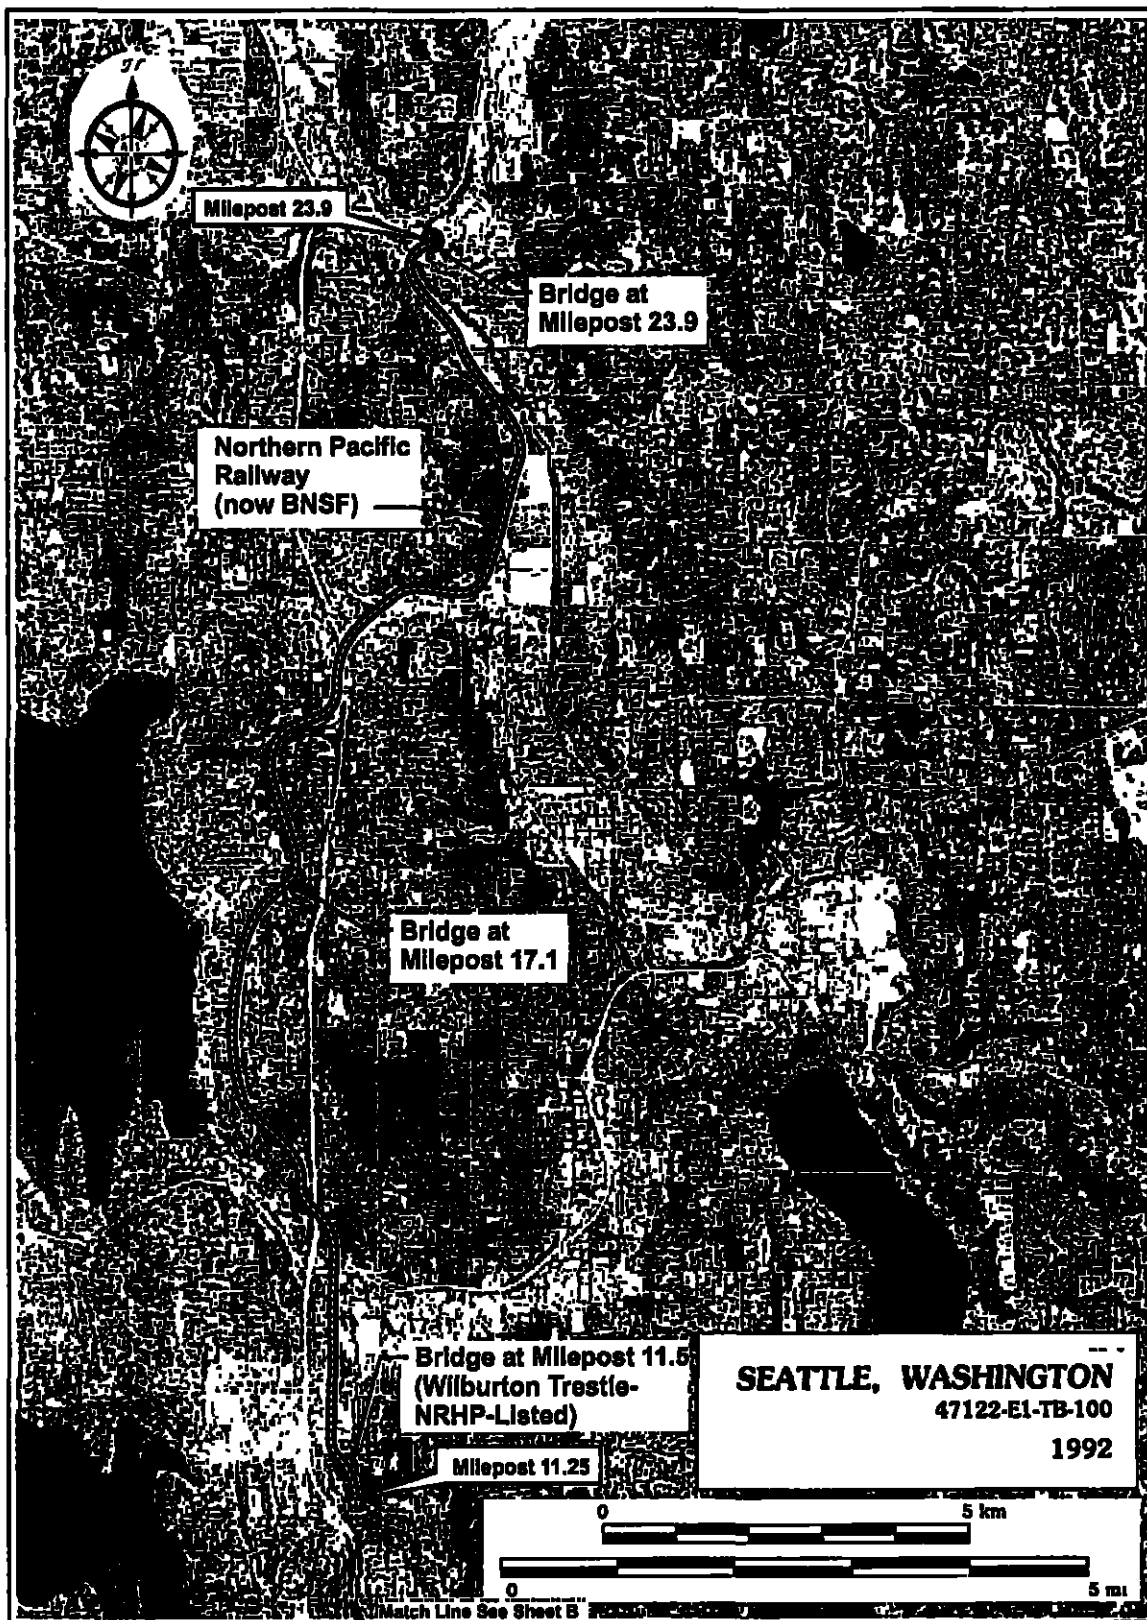 Milepost 23.9
Bridge at
Milepost 23.9
Northern Pacific
Railway
(now BNSF)
Bridge at
Milepost 17.1
Bridge at Milepost 11.5
(Wilburton Trestle-
NRHP-Listed)
Milepost 11.25
SEATTLE, WASHINGTON
47122-E1-TB-100
1992
0 5 km
0 5 mi
Match Line See Sheet B